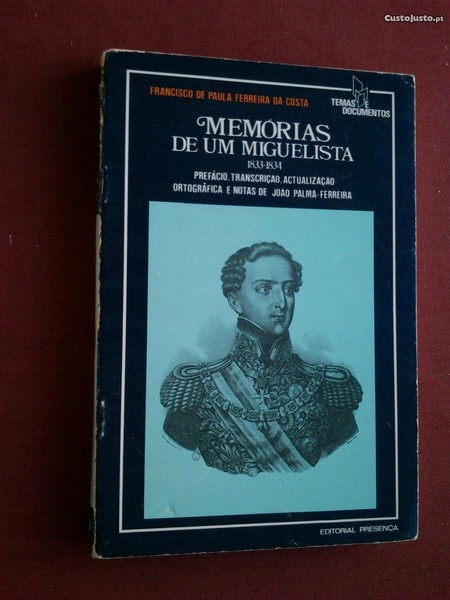 CustoJusto.pt
FRANCISCO DE PAULA FERREIRA DA COSTA
TEMAS E
DOCUMENTOS
MEMÓRIAS
DE UM MIGUELISTA
1833-1834
PREFÁCIO, TRANSCRIÇÃO, ACTUALIZAÇÃO
ORTOGRÁFICA E NOTAS DE JOÃO PALMA-FERREIRA
EDITORIAL PRESENÇA